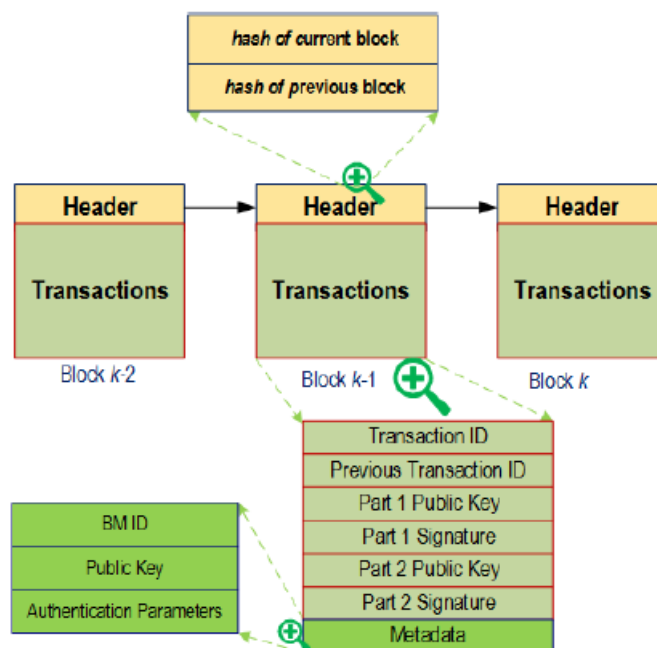 hash of current block
hash of previous block
Header
Header
Header
Transactions
Transactions
Transactions
Block k-2
Block k-1
Block k
Transaction ID
Previous Transaction ID
Part 1 Public Key
Part 1 Signature
Part 2 Public Key
Part 2 Signature
Metadata
BM ID
Public Key
Authentication Parameters